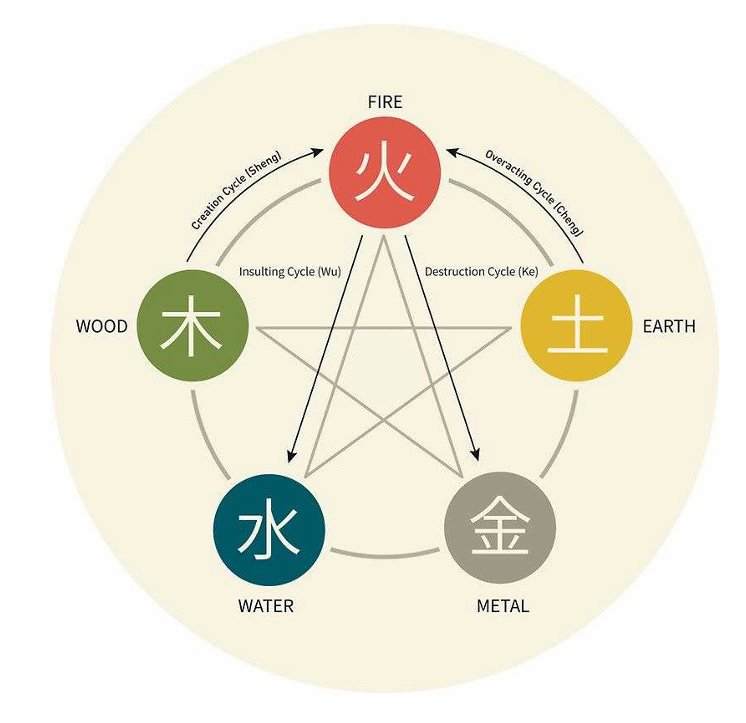 FIRE
火
Creation Cycle (Sheng)
Overacting Cycle (Cheng)
Insulting Cycle (Wu)
Destruction Cycle (Ke)
WOOD
木
土
EARTH
水
金
WATER
METAL